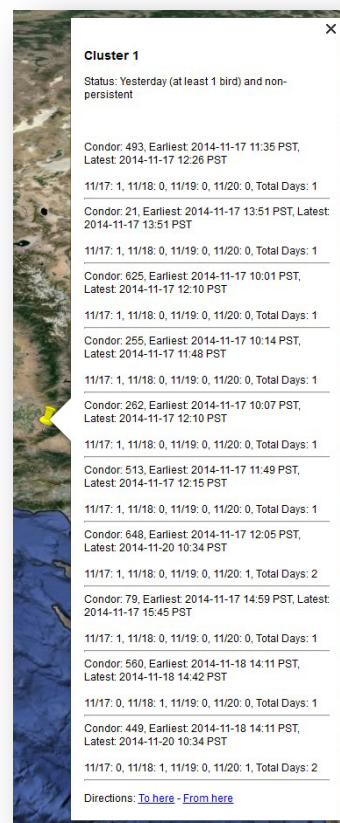 Cluster 1
Status: Yesterday (at least 1 bird) and non-
persistent
Condor: 493, Earliest: 2014-11-17 11:35 PST,
Latest: 2014-11-17 12:26 PST
11/17: 1, 11/18: 0, 11/19: 0, 11/20: 0, Total Days: 1
Condor: 21, Earliest: 2014-11-17 13:51 PST, Latest:
2014-11-17 13:51 PST
11/17: 1, 11/18: 0, 11/19: 0, 11/20: 0, Total Days: 1
Condor: 625, Earliest: 2014-11-17 10:01 PST,
Latest: 2014-11-17 12:10 PST
11/17: 1, 11/18: 0, 11/19: 0, 11/20: 0, Total Days: 1
Condor: 255, Earliest: 2014-11-17 10:14 PST,
Latest: 2014-11-17 11:48 PST
11/17: 1, 11/18: 0, 11/19: 0, 11/20: 0, Total Days: 1
Condor: 262, Earliest: 2014-11-17 10:07 PST,
Latest: 2014-11-17 12:10 PST
11/17: 1, 11/18: 0, 11/19: 0, 11/20: 0, Total Days: 1
Condor: 513, Earliest: 2014-11-17 11:49 PST,
Latest: 2014-11-17 12:15 PST
11/17: 1, 11/18: 0, 11/19: 0, 11/20: 0, Total Days: 1
Condor: 648, Earliest: 2014-11-17 12:05 PST,
Latest: 2014-11-20 10:34 PST
11/17: 1, 11/18: 0, 11/19: 0, 11/20: 1, Total Days: 2
Condor: 79, Earliest: 2014-11-17 14:59 PST, Latest:
2014-11-17 15:45 PST
11/17: 1, 11/18: 0, 11/19: 0, 11/20: 0, Total Days: 1
Condor: 560, Earliest: 2014-11-18 14:11 PST,
Latest: 2014-11-18 14:42 PST
11/17: 0, 11/18: 1, 11/19: 0, 11/20: 0, Total Days: 1
Condor: 449, Earliest: 2014-11-18 14:11 PST,
Latest: 2014-11-20 10:34 PST
11/17: 0, 11/18: 1, 11/19: 0, 11/20: 1, Total Days: 2
Directions: To here - From here